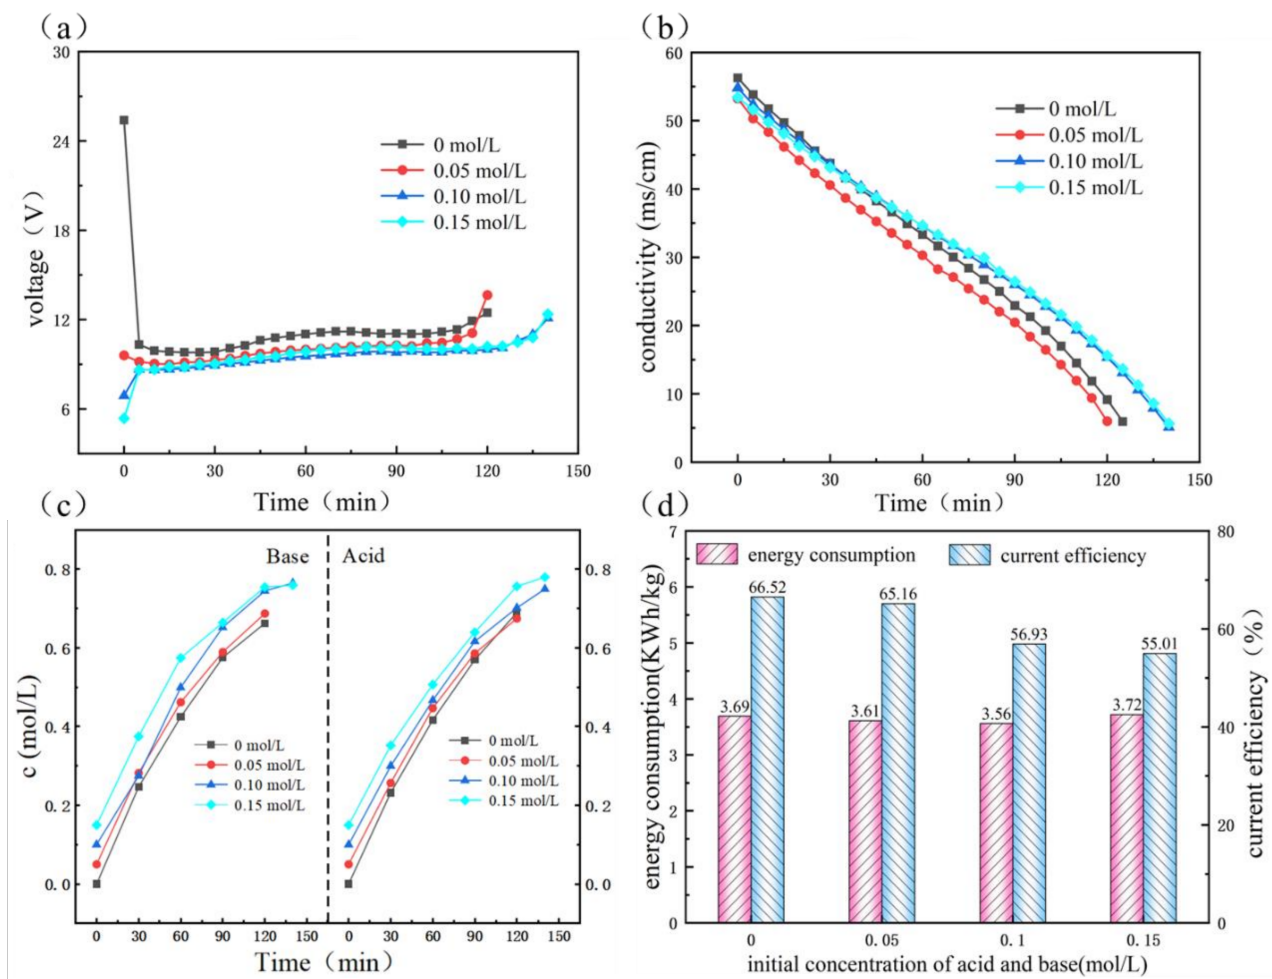 (a)
30
24
18
12
6
voltage（V）
0 mol/L
0.05 mol/L
0.10 mol/L
0.15 mol/L
0 30 60 90 120 150
Time（min）
(b)
60
50
40
30
20
10
0
conductivity (ms/cm)
0 mol/L
0.05 mol/L
0.10 mol/L
0.15 mol/L
0 30 60 90 120 150
Time（min）
(c)
Base Acid
0.8 0.8
0.6 0.6
0.4 0.4
0.2 0.2
0.0 0.0
c (mol/L)
0 mol/L
0.05 mol/L
0.10 mol/L
0.15 mol/L
0 mol/L
0.05 mol/L
0.10 mol/L
0.15 mol/L
0 30 60 90 120 150 0 30 60 90 120 150
Time（min）
(d)
7
6
5
4
3
2
1
0
energy consumption(KWh/kg)
energy consumption current efficiency
66.52
65.16
56.93
55.01
3.69
3.61
3.56
3.72
80
60
40
20
0
current efficiency（%）
0 0.05 0.1 0.15
initial concentration of acid and base(mol/L)